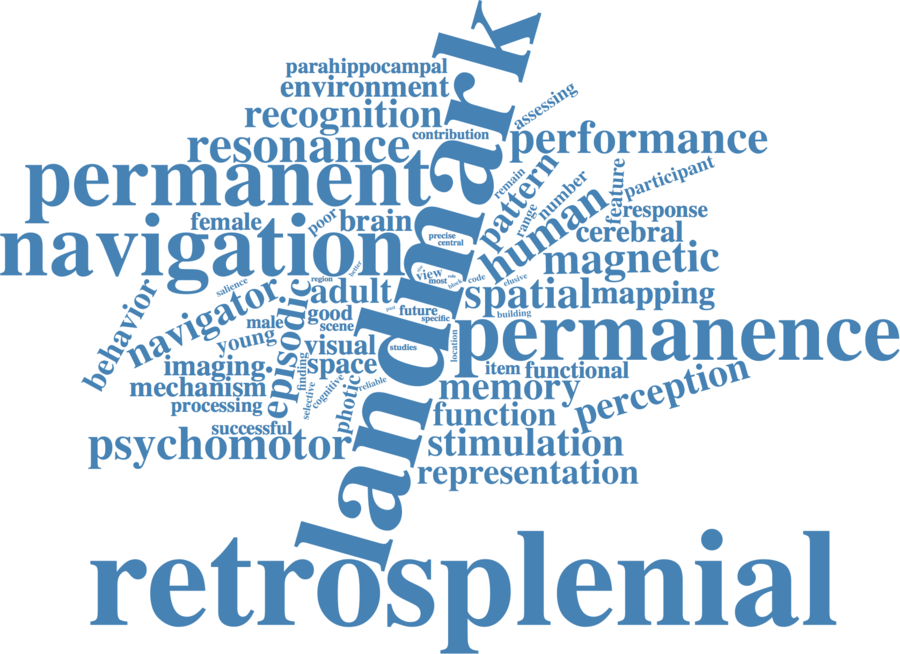 parahippocampal
environment
recognition
contribution
assessing
resonance
performance
permanent
landmark
remain
pattern
range
number
feature
participant
female
poor
brain
precise
central
human
response
cerebral
navigation
magnetic
salience
region
better
view
most
block
code
elusive
behavior
navigator
episodic
adult
spatial
mapping
male
good
scene
future
specific
building
young
visual
studies
location
permanence
imaging
finding
space
item
functional
mechanism
selective
cognitive
reliable
photic
memory
perception
processing
function
successful
psychomotor
stimulation
representation
retrosplenial